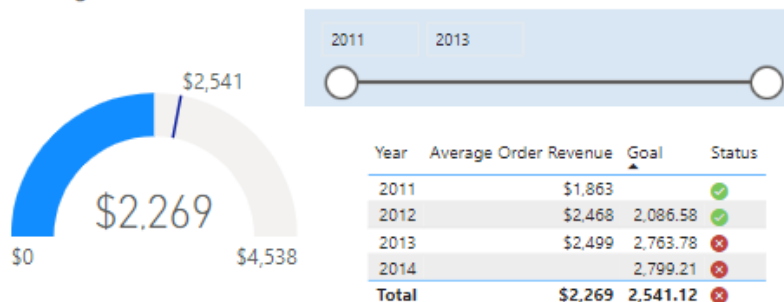 2011 2013
$2,541
$2,269
$0 $4,538
Year Average Order Revenue Goal Status
2011 $1,863
2012 $2,468 2,086.58
2013 $2,499 2,763.78
2014 2,799.21
Total $2,269 2,541.12